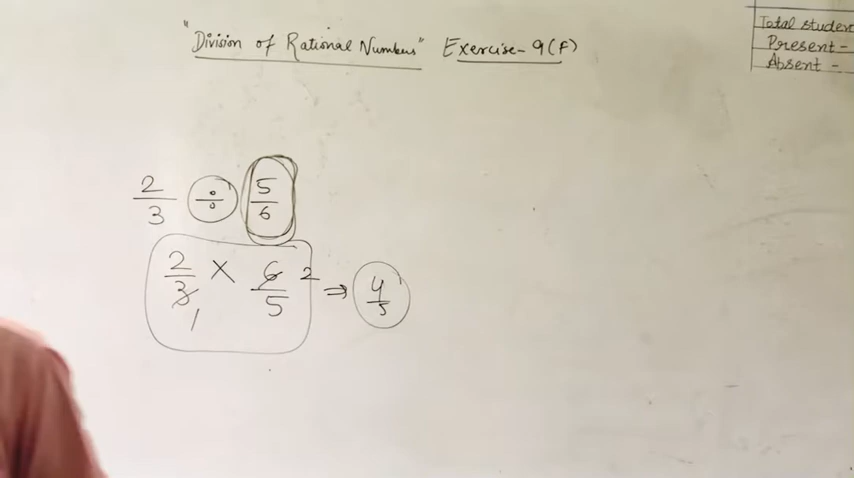 "Division of Rational Numbers" Exercise-9(F)
Total student
Present -
Absent -
2/3 ÷ 5/6
2/3 × 6/5 ⇒ 4/5
1 2